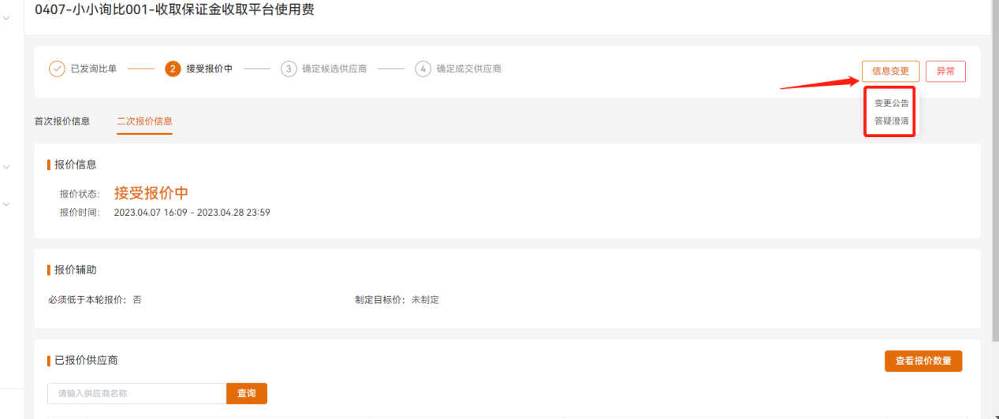 0407-小小询比001-收取保证金收取平台使用费
已发询比单 2 接受报价中 3 确定候选供应商 4 确定成交供应商
信息变更 异常
变更公告
答疑澄清
首次报价信息 二次报价信息
报价信息
报价状态: 接受报价中
报价时间: 2023.04.07 16:09 - 2023.04.28 23:59
报价辅助
必须低于本轮报价: 否 制定目标价: 未制定
已报价供应商 查看报价数量
请输入供应商名称 查询